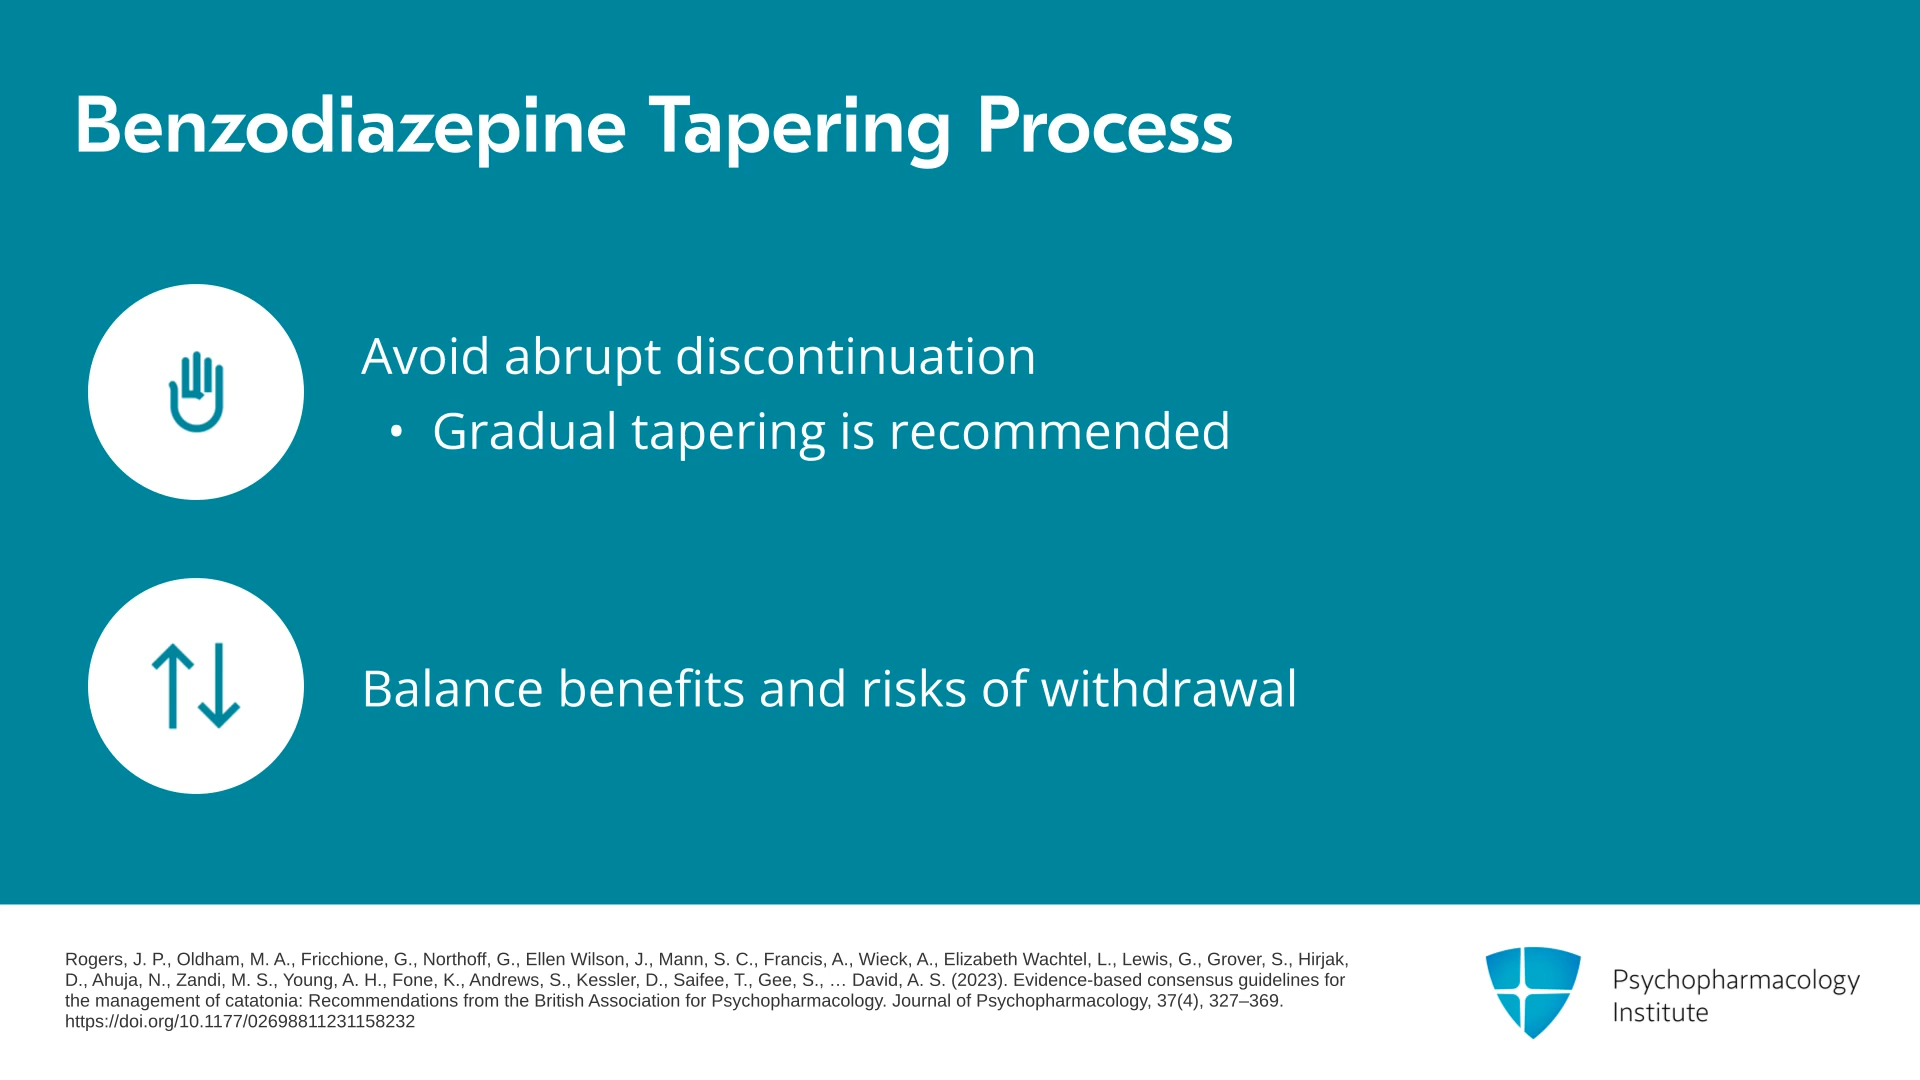 Benzodiazepine Tapering Process
Avoid abrupt discontinuation
• Gradual tapering is recommended
Balance benefits and risks of withdrawal
Rogers, J. P., Oldham, M. A., Fricchione, G., Northoff, G., Ellen Wilson, J., Mann, S. C., Francis, A., Wieck, A., Elizabeth Wachtel, L., Lewis, G., Grover, S., Hirjak,
D., Ahuja, N., Zandi, M. S., Young, A. H., Fone, K., Andrews, S., Kessler, D., Saifee, T., Gee, S., … David, A. S. (2023). Evidence-based consensus guidelines for
the management of catatonia: Recommendations from the British Association for Psychopharmacology. Journal of Psychopharmacology, 37(4), 327–369.
https://doi.org/10.1177/02698811231158232
Psychopharmacology
Institute